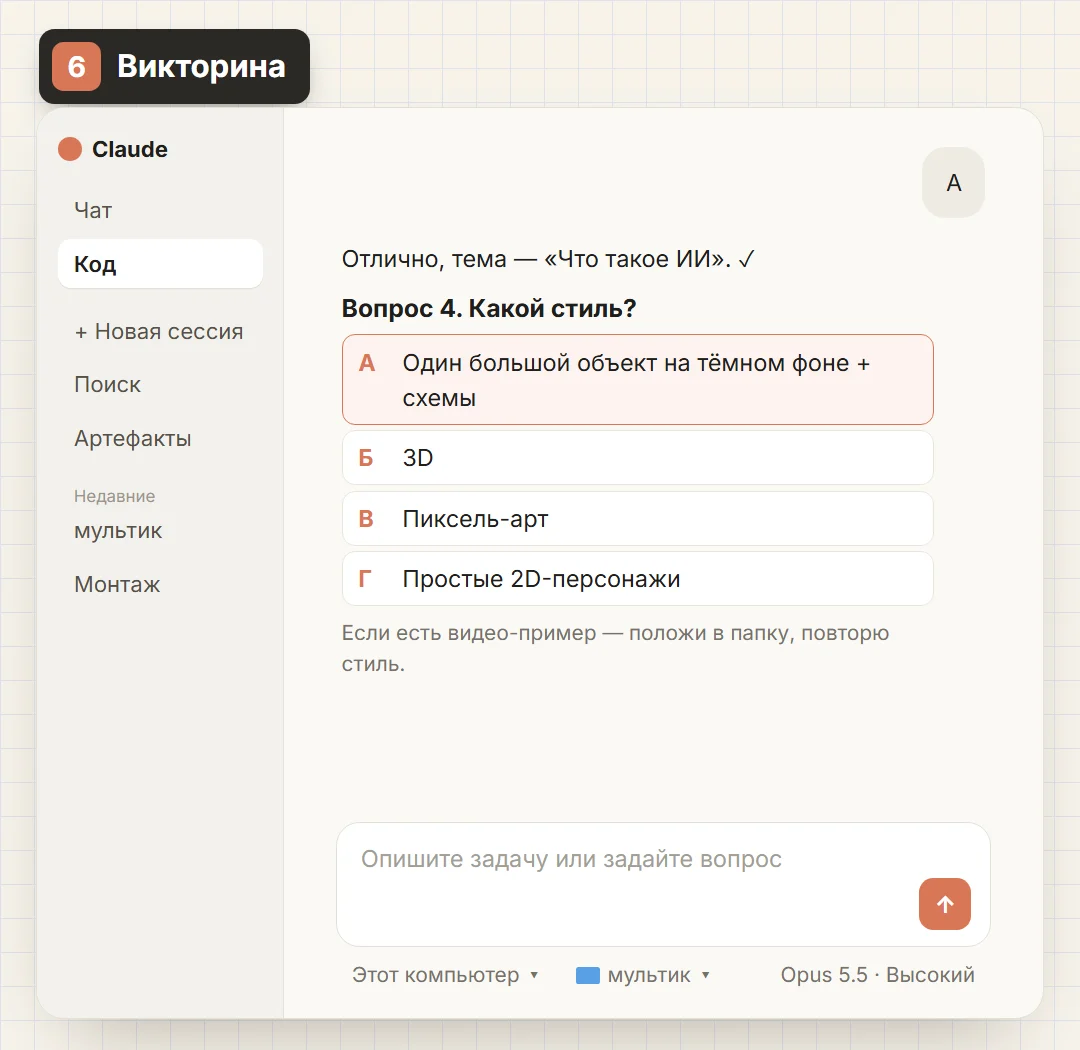 6 Викторина
Claude
Чат
Код
+ Новая сессия
Поиск
Артефакты
Недавние
мультик
Монтаж
А
Отлично, тема — «Что такое ИИ». ✓
Вопрос 4. Какой стиль?
А Один большой объект на тёмном фоне +
схемы
Б 3D
В Пиксель-арт
Г Простые 2D-персонажи
Если есть видео-пример — положи в папку, повторю
стиль.
Опишите задачу или задайте вопрос
Этот компьютер ▾ мультик ▾ Opus 5.5 · Высокий